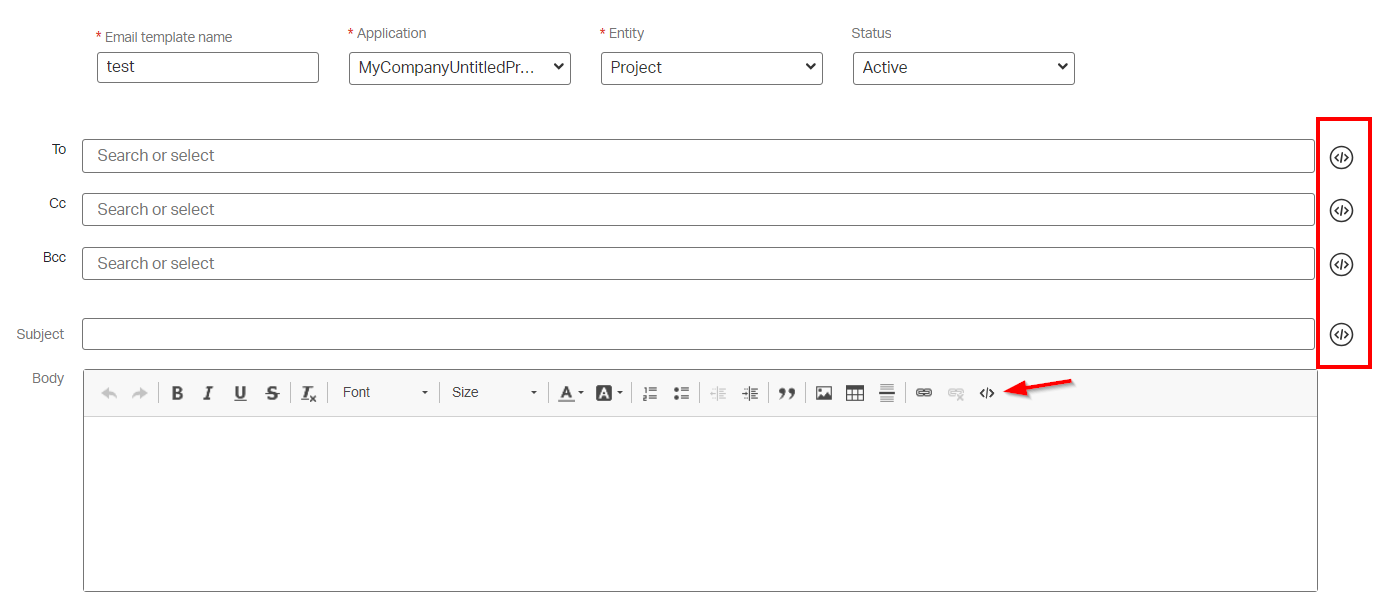 * Email template name
* Application
* Entity
Status
test
MyCompanyUntitledPr...
Project
Active
To
Search or select
Cc
Search or select
Bcc
Search or select
Subject
Body
B I U S Tx Font Size A A